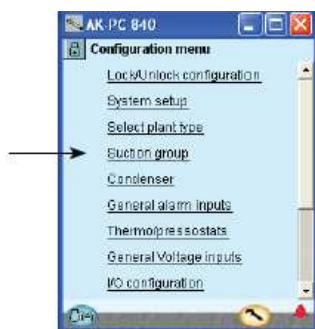 AK-PC 840
Configuration menu
Lock/Unlock configuration
System setup
Select plant type
Suction group
Condenser
General alarm inputs
Thermo/pressostats
General Voltage inputs
I/O configuration